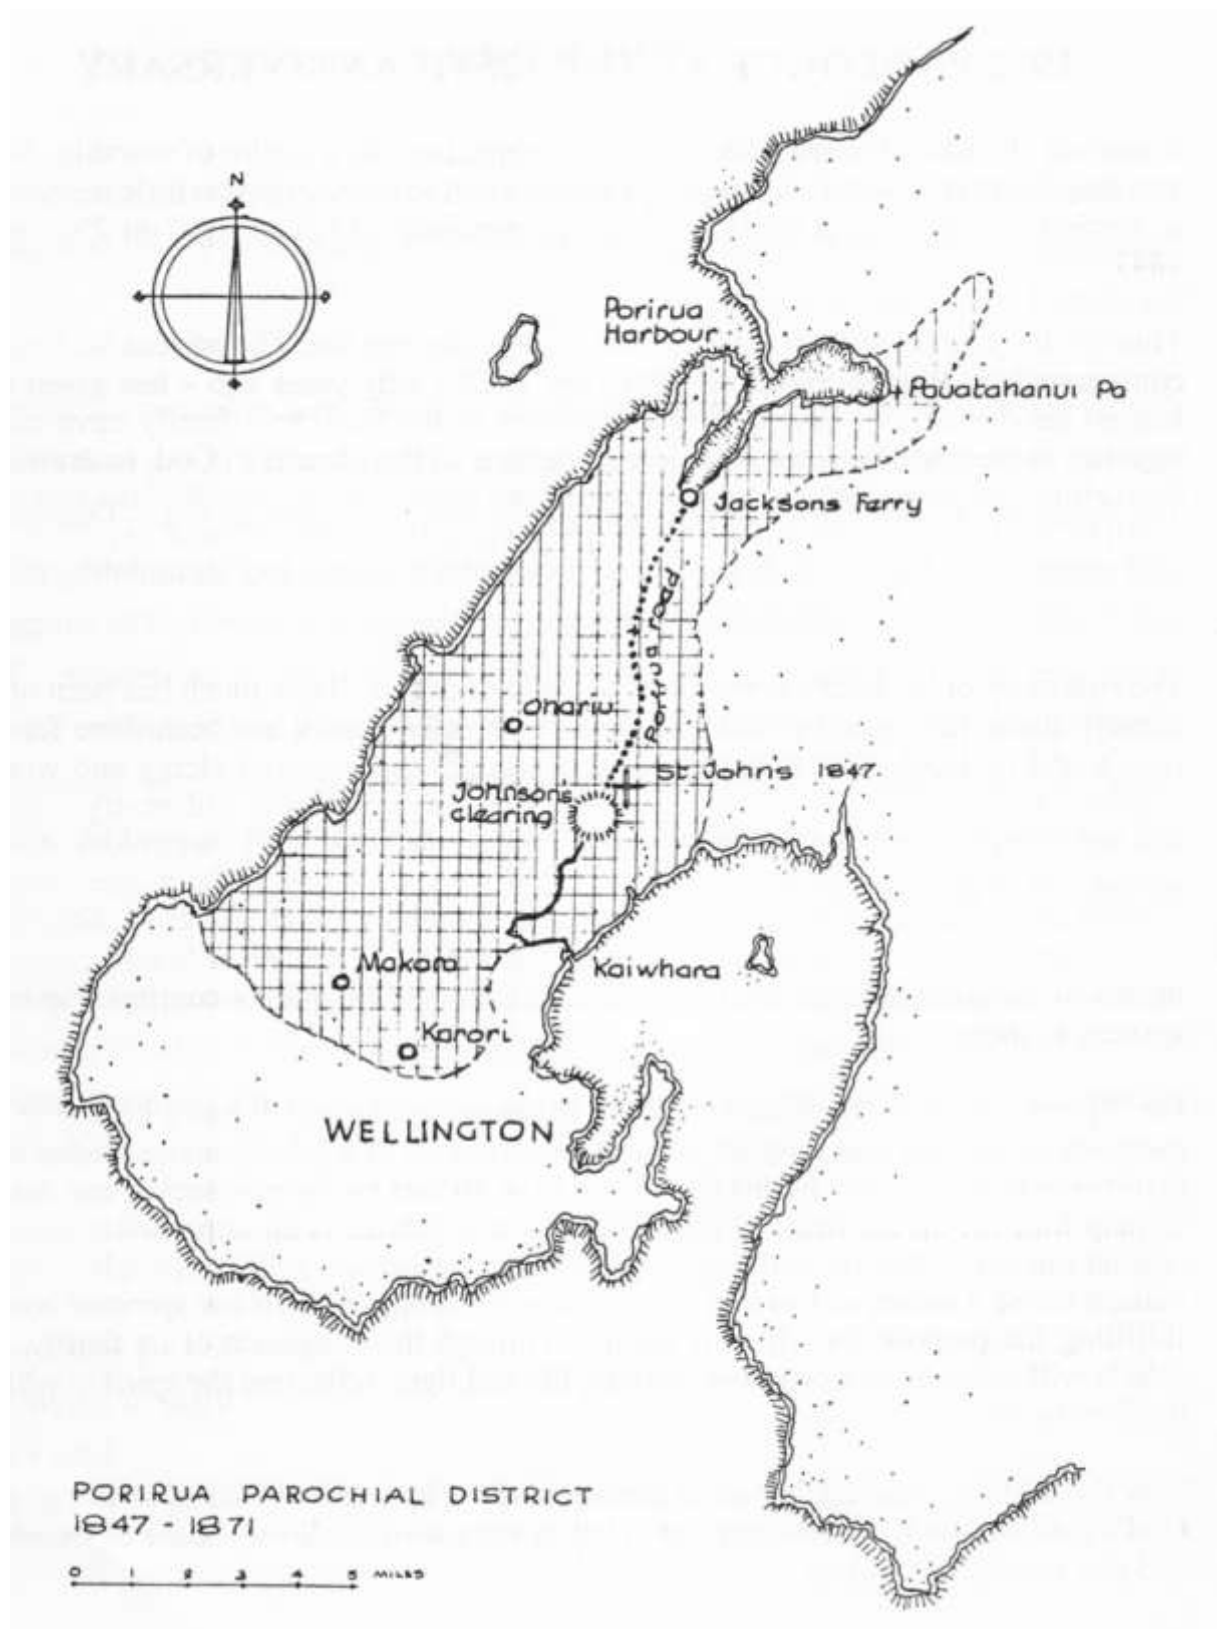 N
Porirua
Harbour
Pauatahanui Pa
Jacksons Ferry
Porirua road
Ohariu
St John's 1847.
Johnson's
clearing
Makara
Kaiwhara
Karori
WELLINGTON
PORIRUA PAROCHIAL DISTRICT
1847 - 1871
0 1 2 3 4 5 MILES